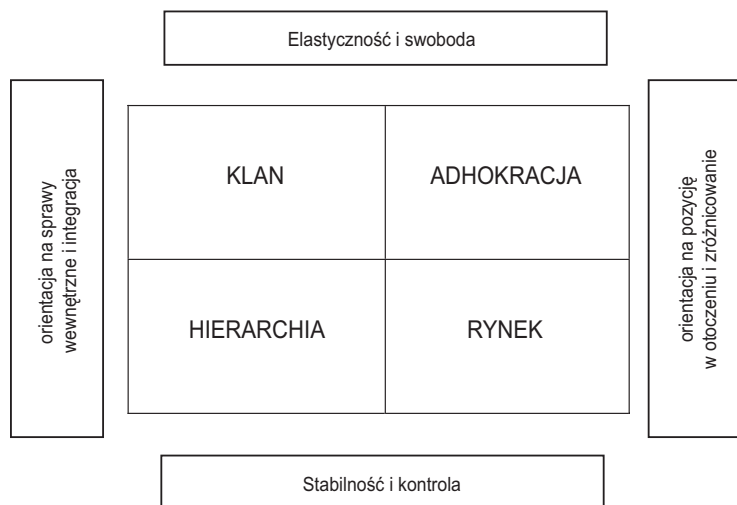 Elastyczność i swoboda
orientacja na sprawy
wewnętrzne i integracja
KLAN
ADHOKRACJA
HIERARCHIA
RYNEK
orientacja na pozycję
w otoczeniu i zróżnicowanie
Stabilność i kontrola